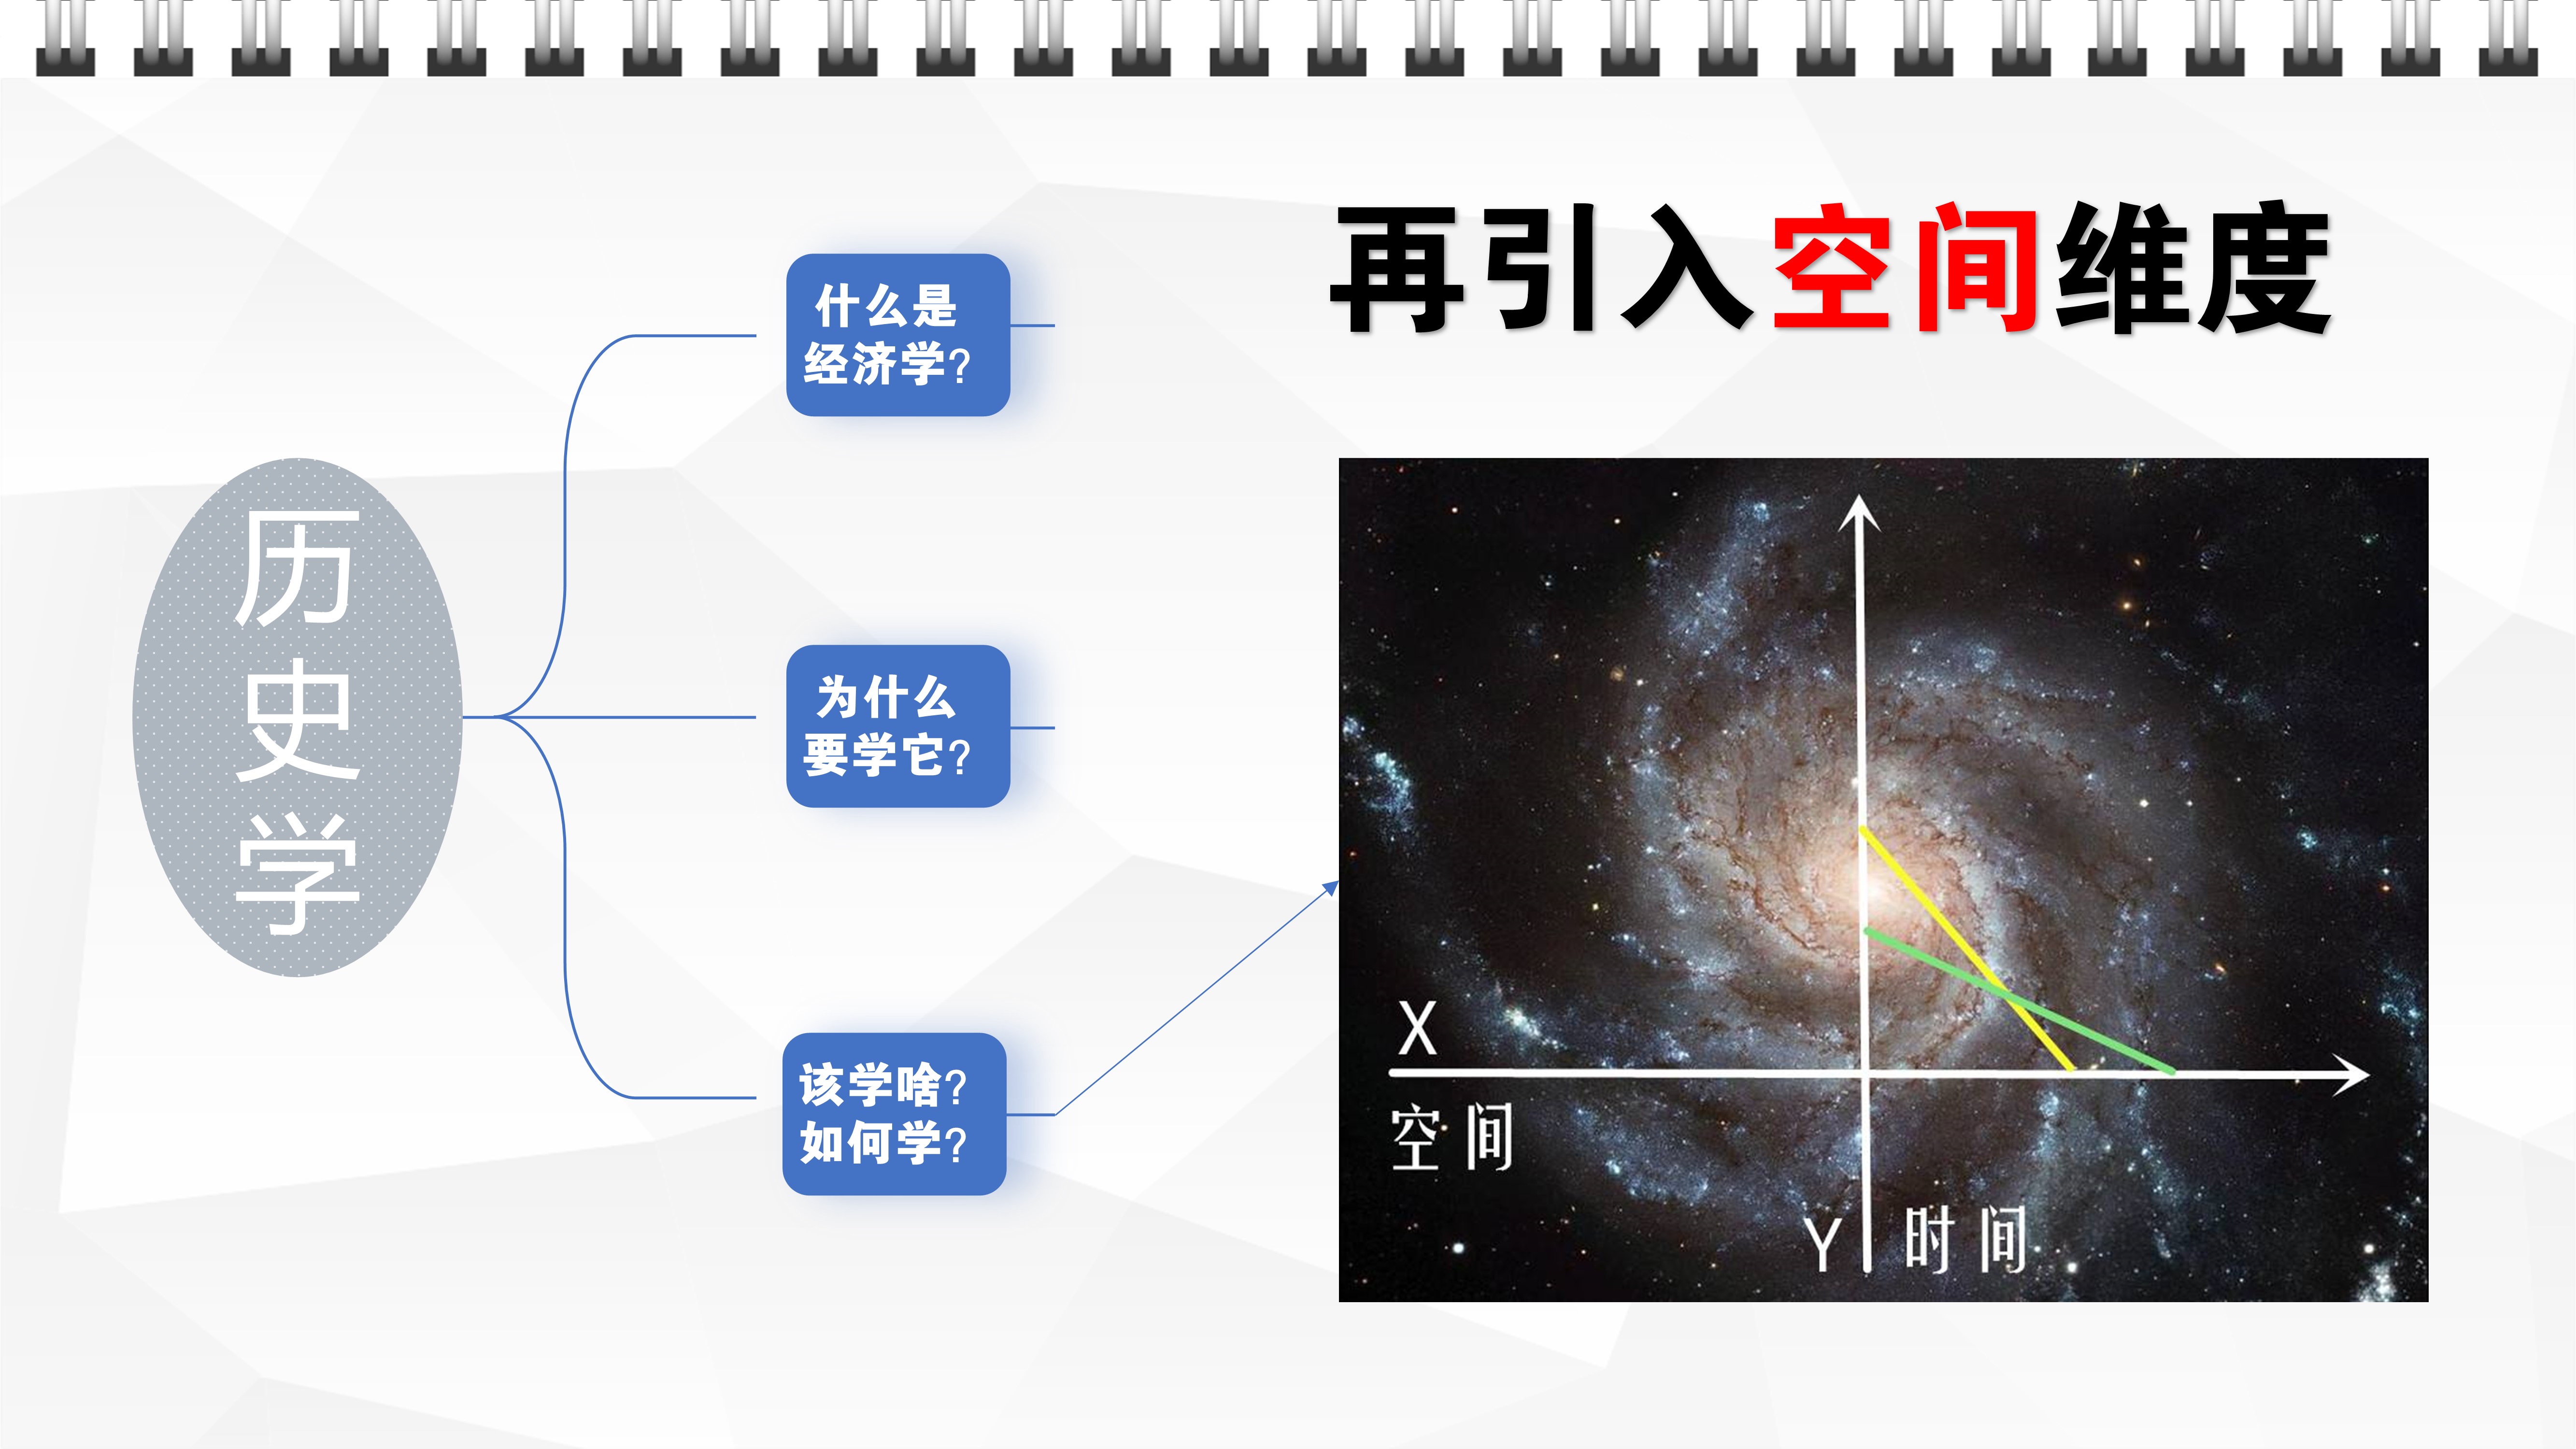 再引入空间维度
历
史
学
什么是
经济学?
为什么
要学它?
该学啥?
如何学?
X
空间
Y 时间